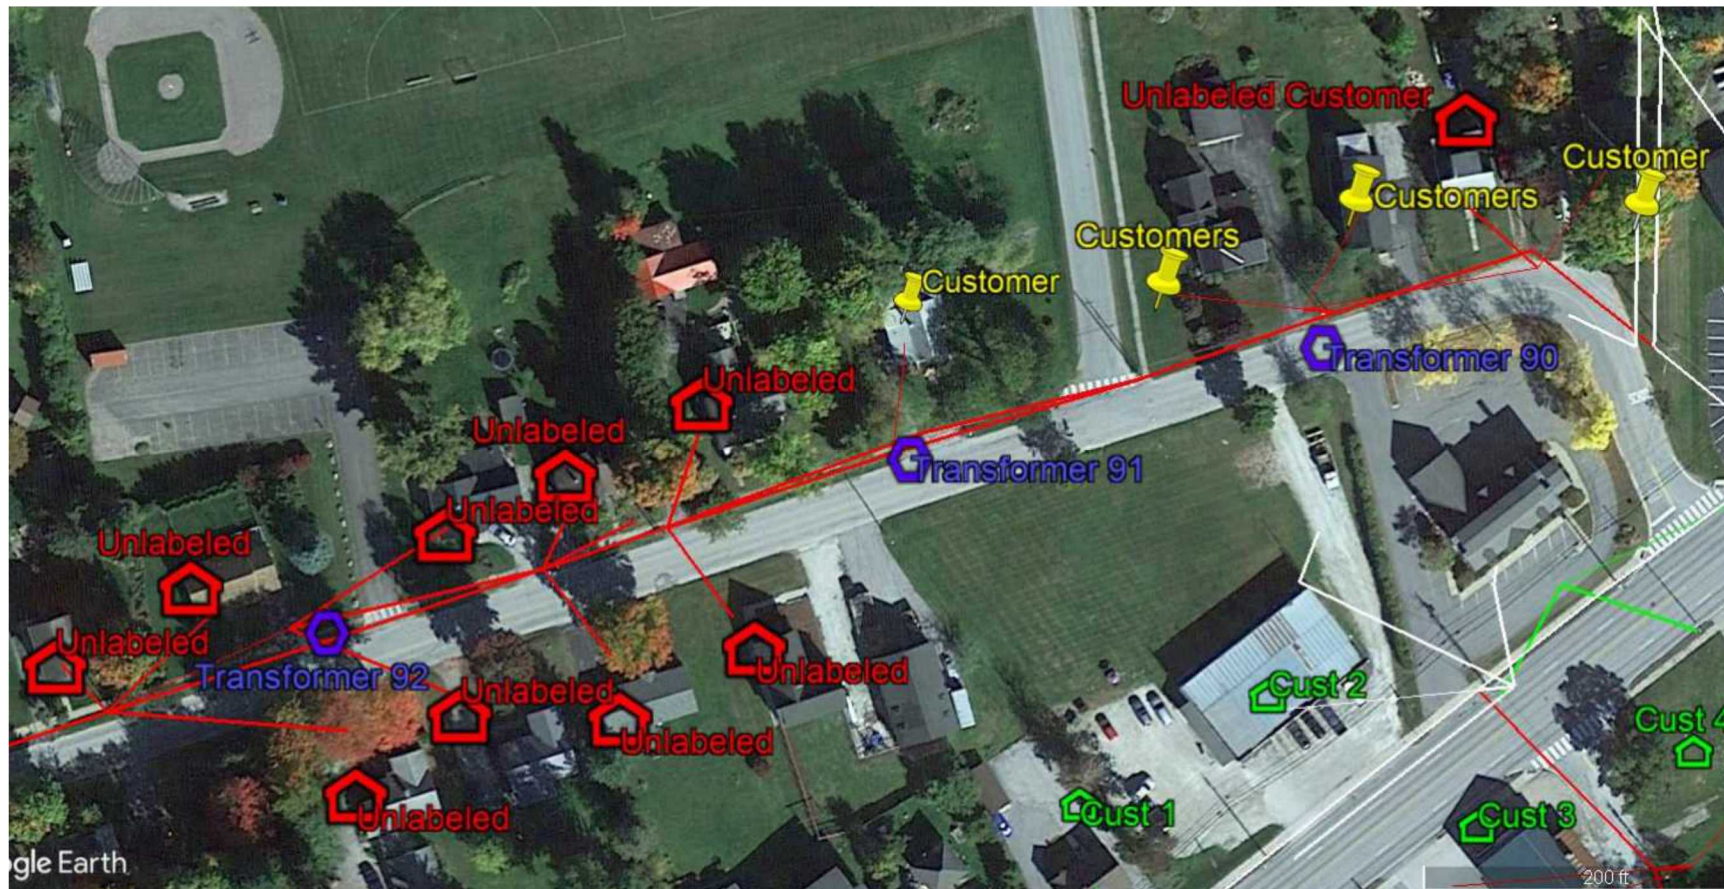 Unlabeled Customer
Customer
Customers
Customers
Customer
Unlabeled
Transformer 90
Unlabeled
Transformer 91
Unlabeled
Unlabeled
Unlabeled
Unlabeled
Transformer 92
Unlabeled
Unlabeled
Cust 2
Cust 4
Unlabeled
Unlabeled
Cust 1
Cust 3
ogle Earth
200 ft